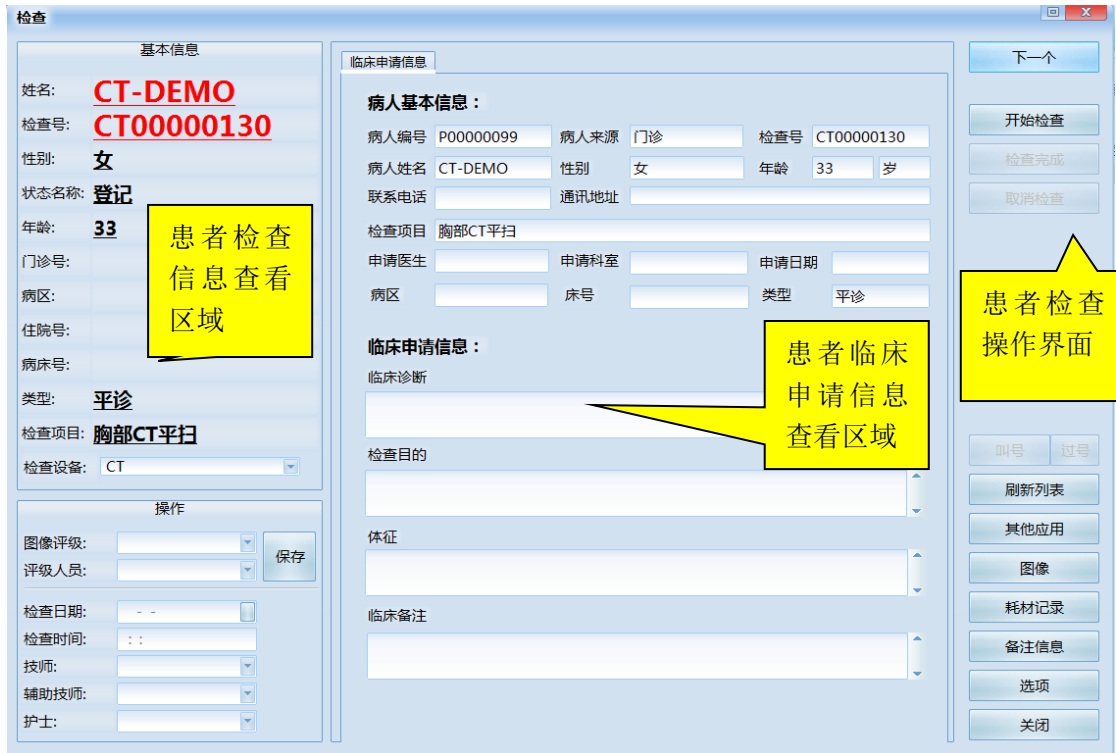 检查
基本信息
姓名: CT-DEMO
检查号: CT00000130
性别: 女
状态名称: 登记
年龄: 33
门诊号:
病区:
住院号:
病床号:
类型: 平诊
检查项目: 胸部CT平扫
检查设备: CT
患者检查
信息查看
区域
操作
图像评级:
评级人员:
保存
检查日期: - -
检查时间: : :
技师:
辅助技师:
护士:
临床申请信息
病人基本信息：
病人编号 P00000099 病人来源 门诊 检查号 CT00000130
病人姓名 CT-DEMO 性别 女 年龄 33 岁
联系电话 通讯地址
检查项目 胸部CT平扫
申请医生 申请科室 申请日期
病区 床号 类型 平诊
临床申请信息：
临床诊断
检查目的
体征
临床备注
患者临床
申请信息
查看区域
下一个
开始检查
检查完成
取消检查
患者检查
操作界面
叫号 过号
刷新列表
其他应用
图像
耗材记录
备注信息
选项
关闭